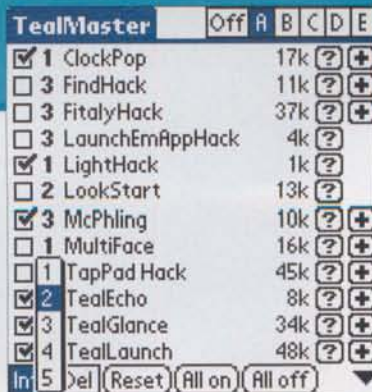 TealMaster Off A B C D E
1 ClockPop 17k ? +
3 FindHack 11k ? +
3 FitalyHack 37k ? +
3 LaunchEmAppHack 4k ?
1 LightHack 1k ?
2 LookStart 13k ?
3 McPhling 10k ? +
1 MultiFace 16k ? +
1 TapPad Hack 45k ? +
2 TealEcho 8k ? +
3 TealGlance 34k ? +
4 TealLaunch 48k ? +
5 Reset All on All off